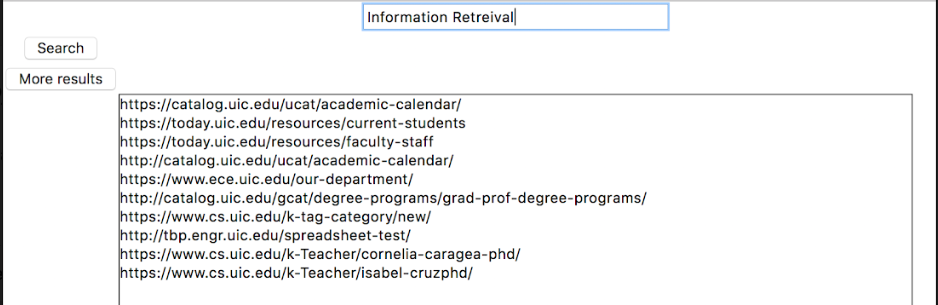 Information Retreival
Search
More results
https://catalog.uic.edu/ucat/academic-calendar/
https://today.uic.edu/resources/current-students
https://today.uic.edu/resources/faculty-staff
http://catalog.uic.edu/ucat/academic-calendar/
https://www.ece.uic.edu/our-department/
http://catalog.uic.edu/gcat/degree-programs/grad-prof-degree-programs/
https://www.cs.uic.edu/k-tag-category/new/
http://tbp.engr.uic.edu/spreadsheet-test/
https://www.cs.uic.edu/k-Teacher/cornelia-caragea-phd/
https://www.cs.uic.edu/k-Teacher/isabel-cruzphd/